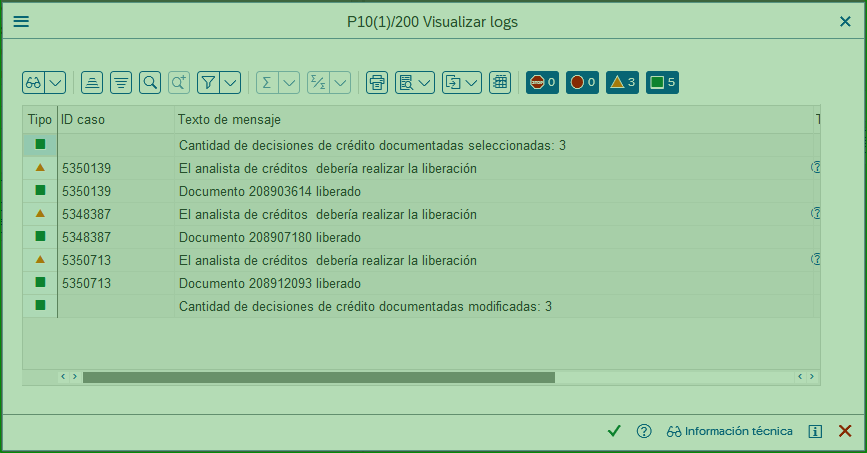 P10(1)/200 Visualizar logs
STOP 0 0 3 5
Tipo ID caso Texto de mensaje T
Cantidad de decisiones de crédito documentadas seleccionadas: 3
5350139 El analista de créditos  debería realizar la liberación
5350139 Documento 208903614 liberado
5348387 El analista de créditos  debería realizar la liberación
5348387 Documento 208907180 liberado
5350713 El analista de créditos  debería realizar la liberación
5350713 Documento 208912093 liberado
Cantidad de decisiones de crédito documentadas modificadas: 3
Información técnica